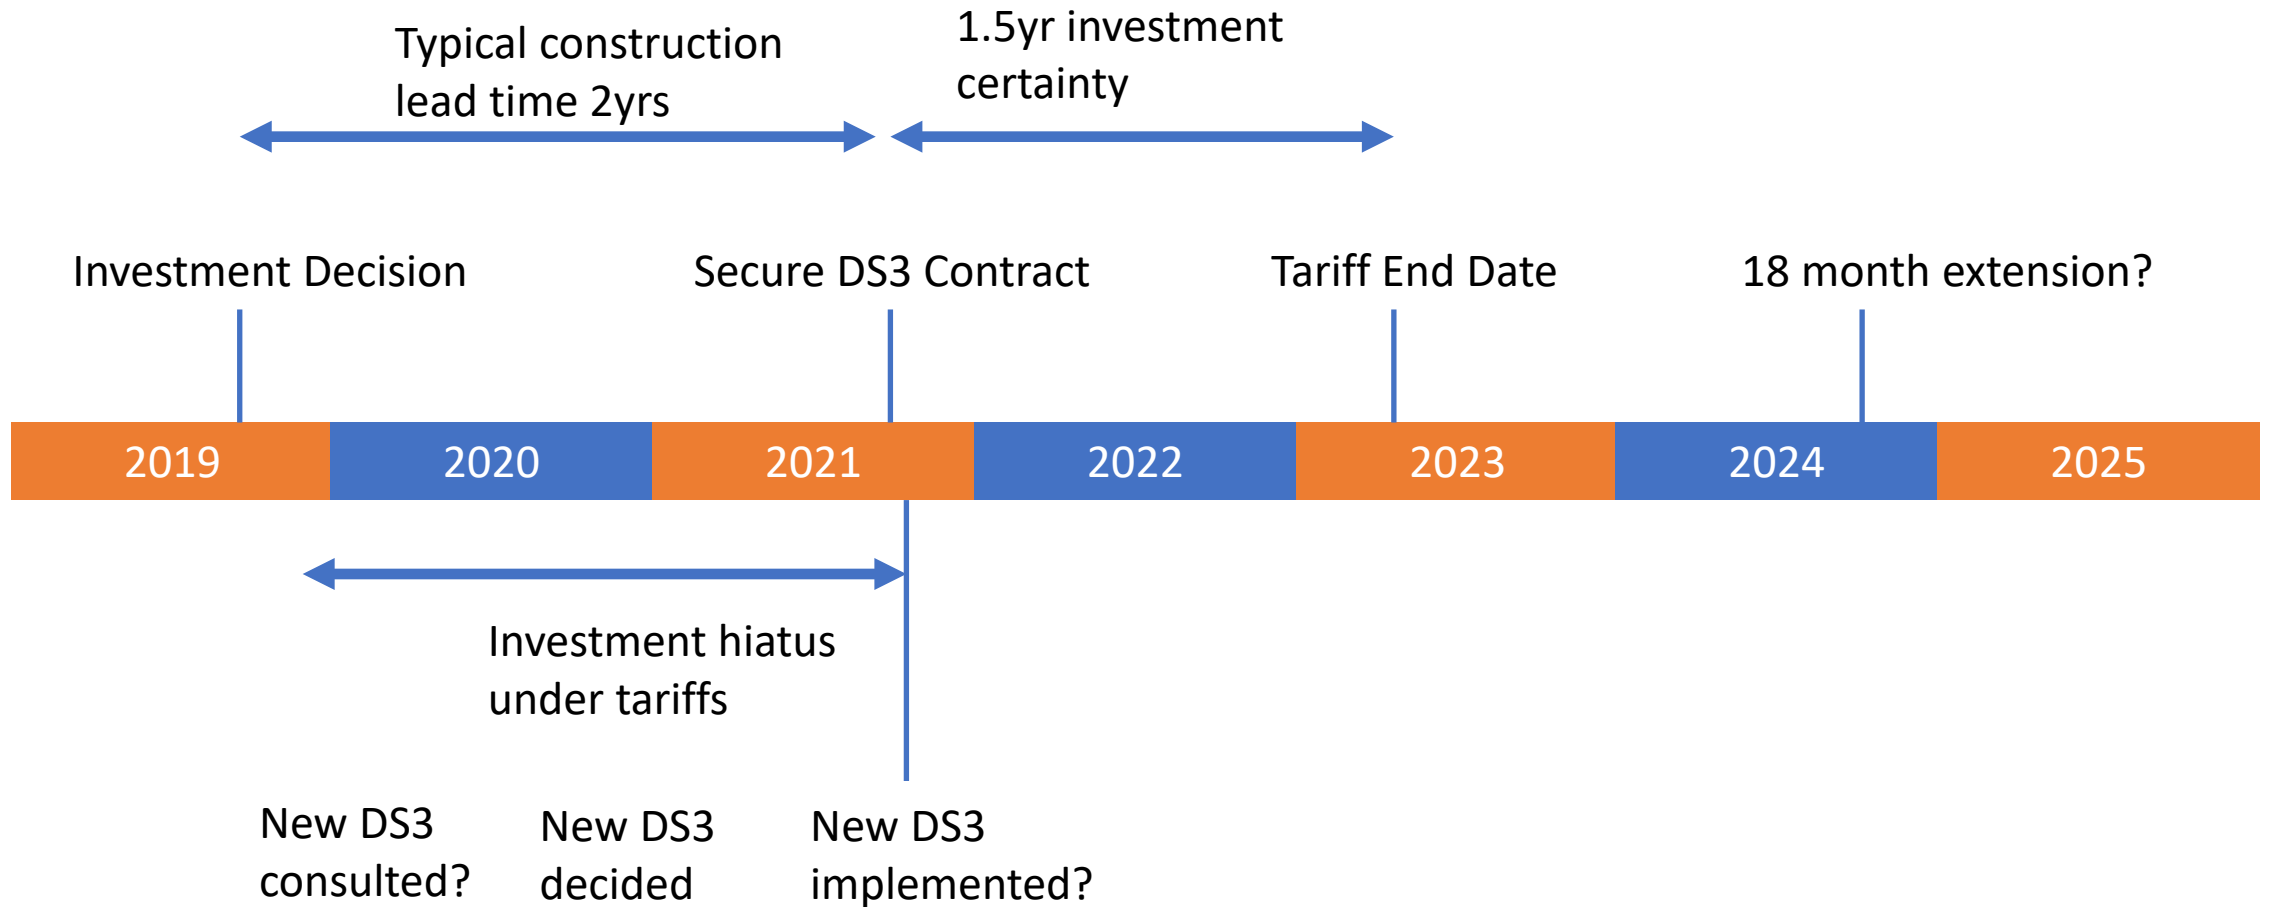 Typical construction
lead time 2yrs
1.5yr investment
certainty
Investment Decision
Secure DS3 Contract
Tariff End Date
18 month extension?
2019
2020
2021
2022
2023
2024
2025
Investment hiatus
under tariffs
New DS3
consulted?
New DS3
decided
New DS3
implemented?